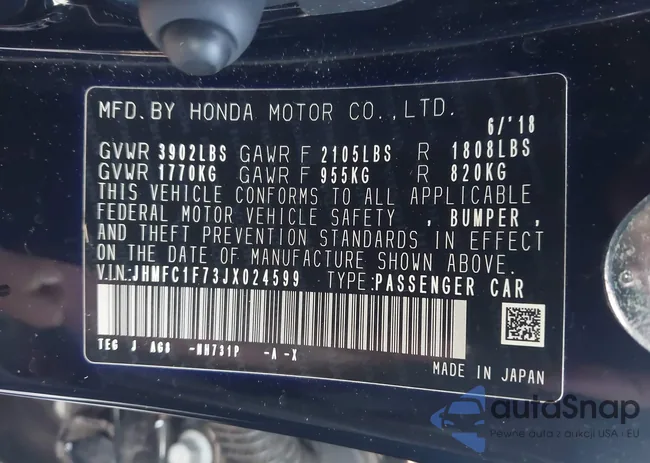 MFD. BY HONDA MOTOR CO., LTD.
6/'18
GVWR 3902LBS GAWR F 2105LBS R 1808LBS
GVWR 1770KG GAWR F 955KG R 820KG
THIS VEHICLE CONFORMS TO ALL APPLICABLE
FEDERAL MOTOR VEHICLE SAFETY , BUMPER ,
AND THEFT PREVENTION STANDARDS IN EFFECT
ON THE DATE OF MANUFACTURE SHOWN ABOVE.
V.IN:JHMFC1F73JX024599 TYPE:PASSENGER CAR
TEG J AG8 -NH731P -A -X
MADE IN JAPAN
autaSnap
Pewne auta z aukcji USA i EU